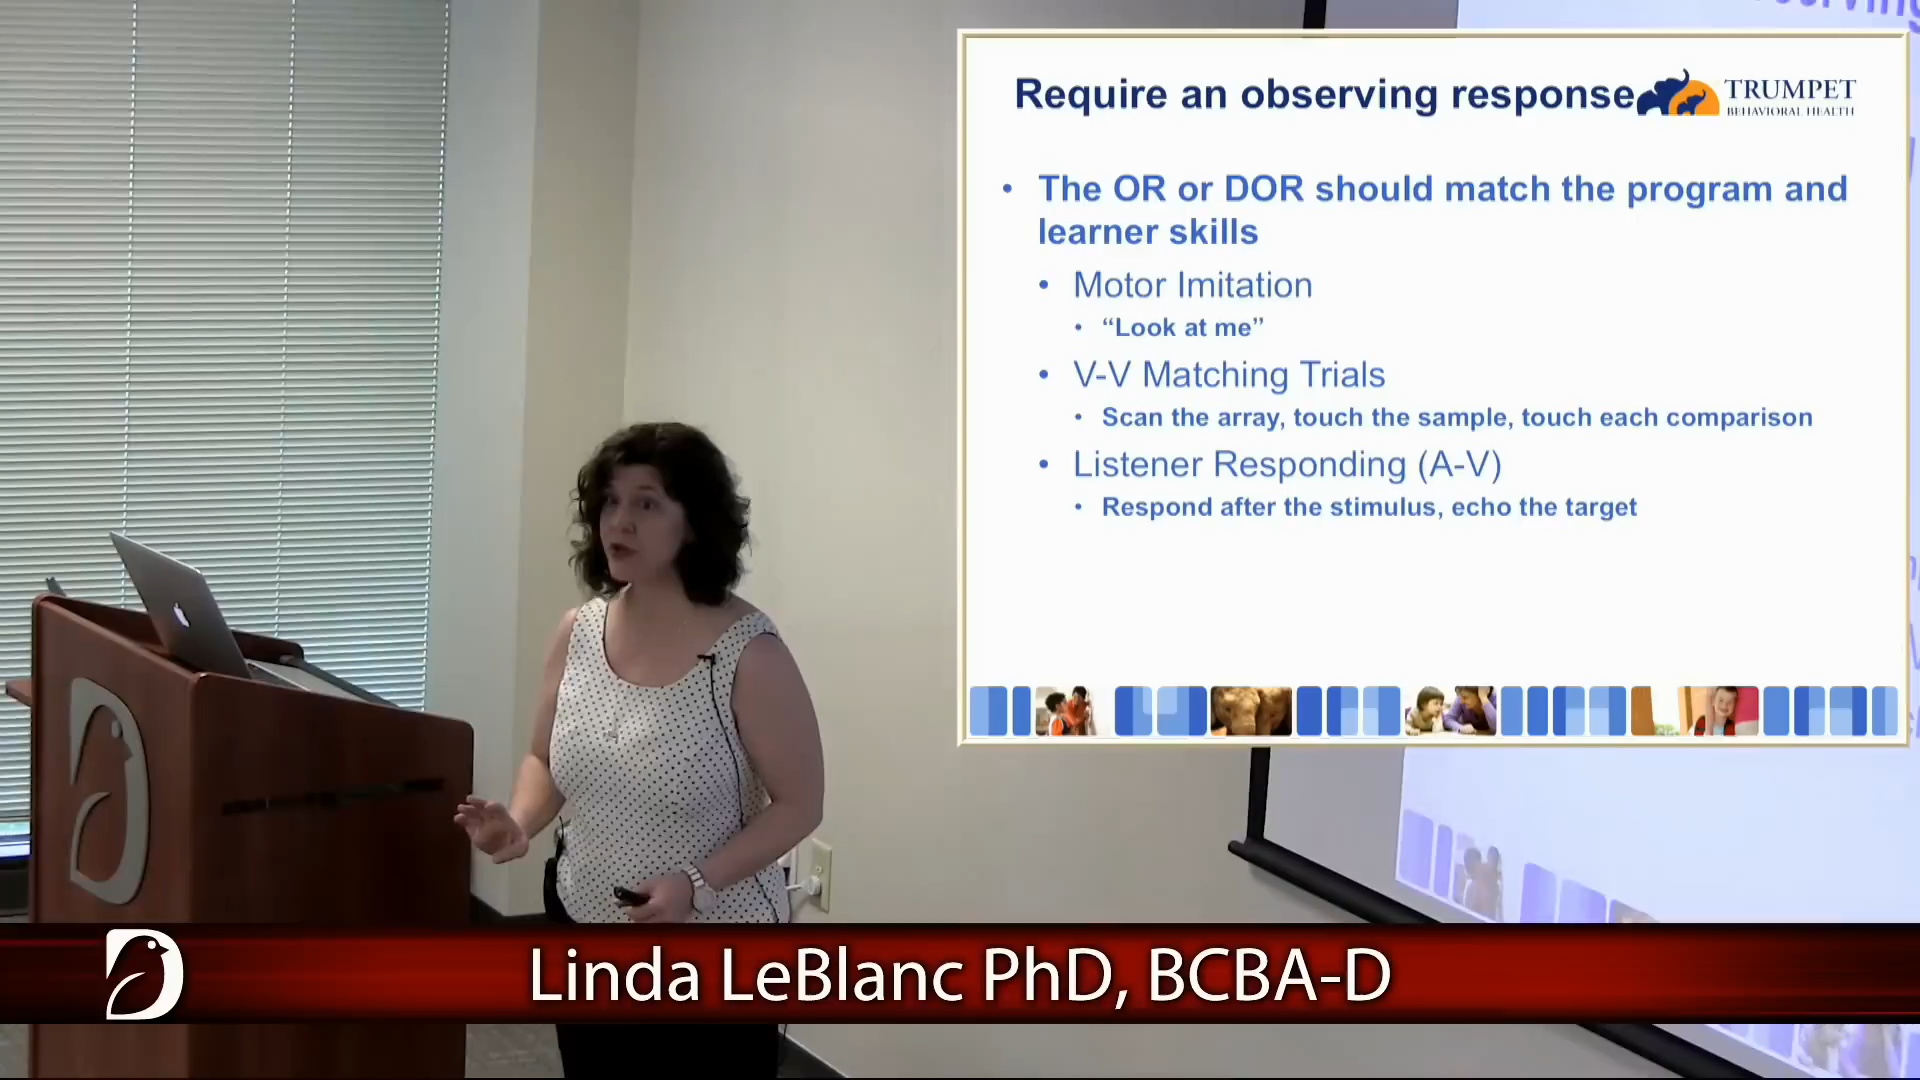 Require an observing response
TRUMPET
BEHAVIORAL HEALTH
• The OR or DOR should match the program and
learner skills
• Motor Imitation
• “Look at me”
• V-V Matching Trials
• Scan the array, touch the sample, touch each comparison
• Listener Responding (A-V)
• Respond after the stimulus, echo the target
Linda LeBlanc PhD, BCBA-D